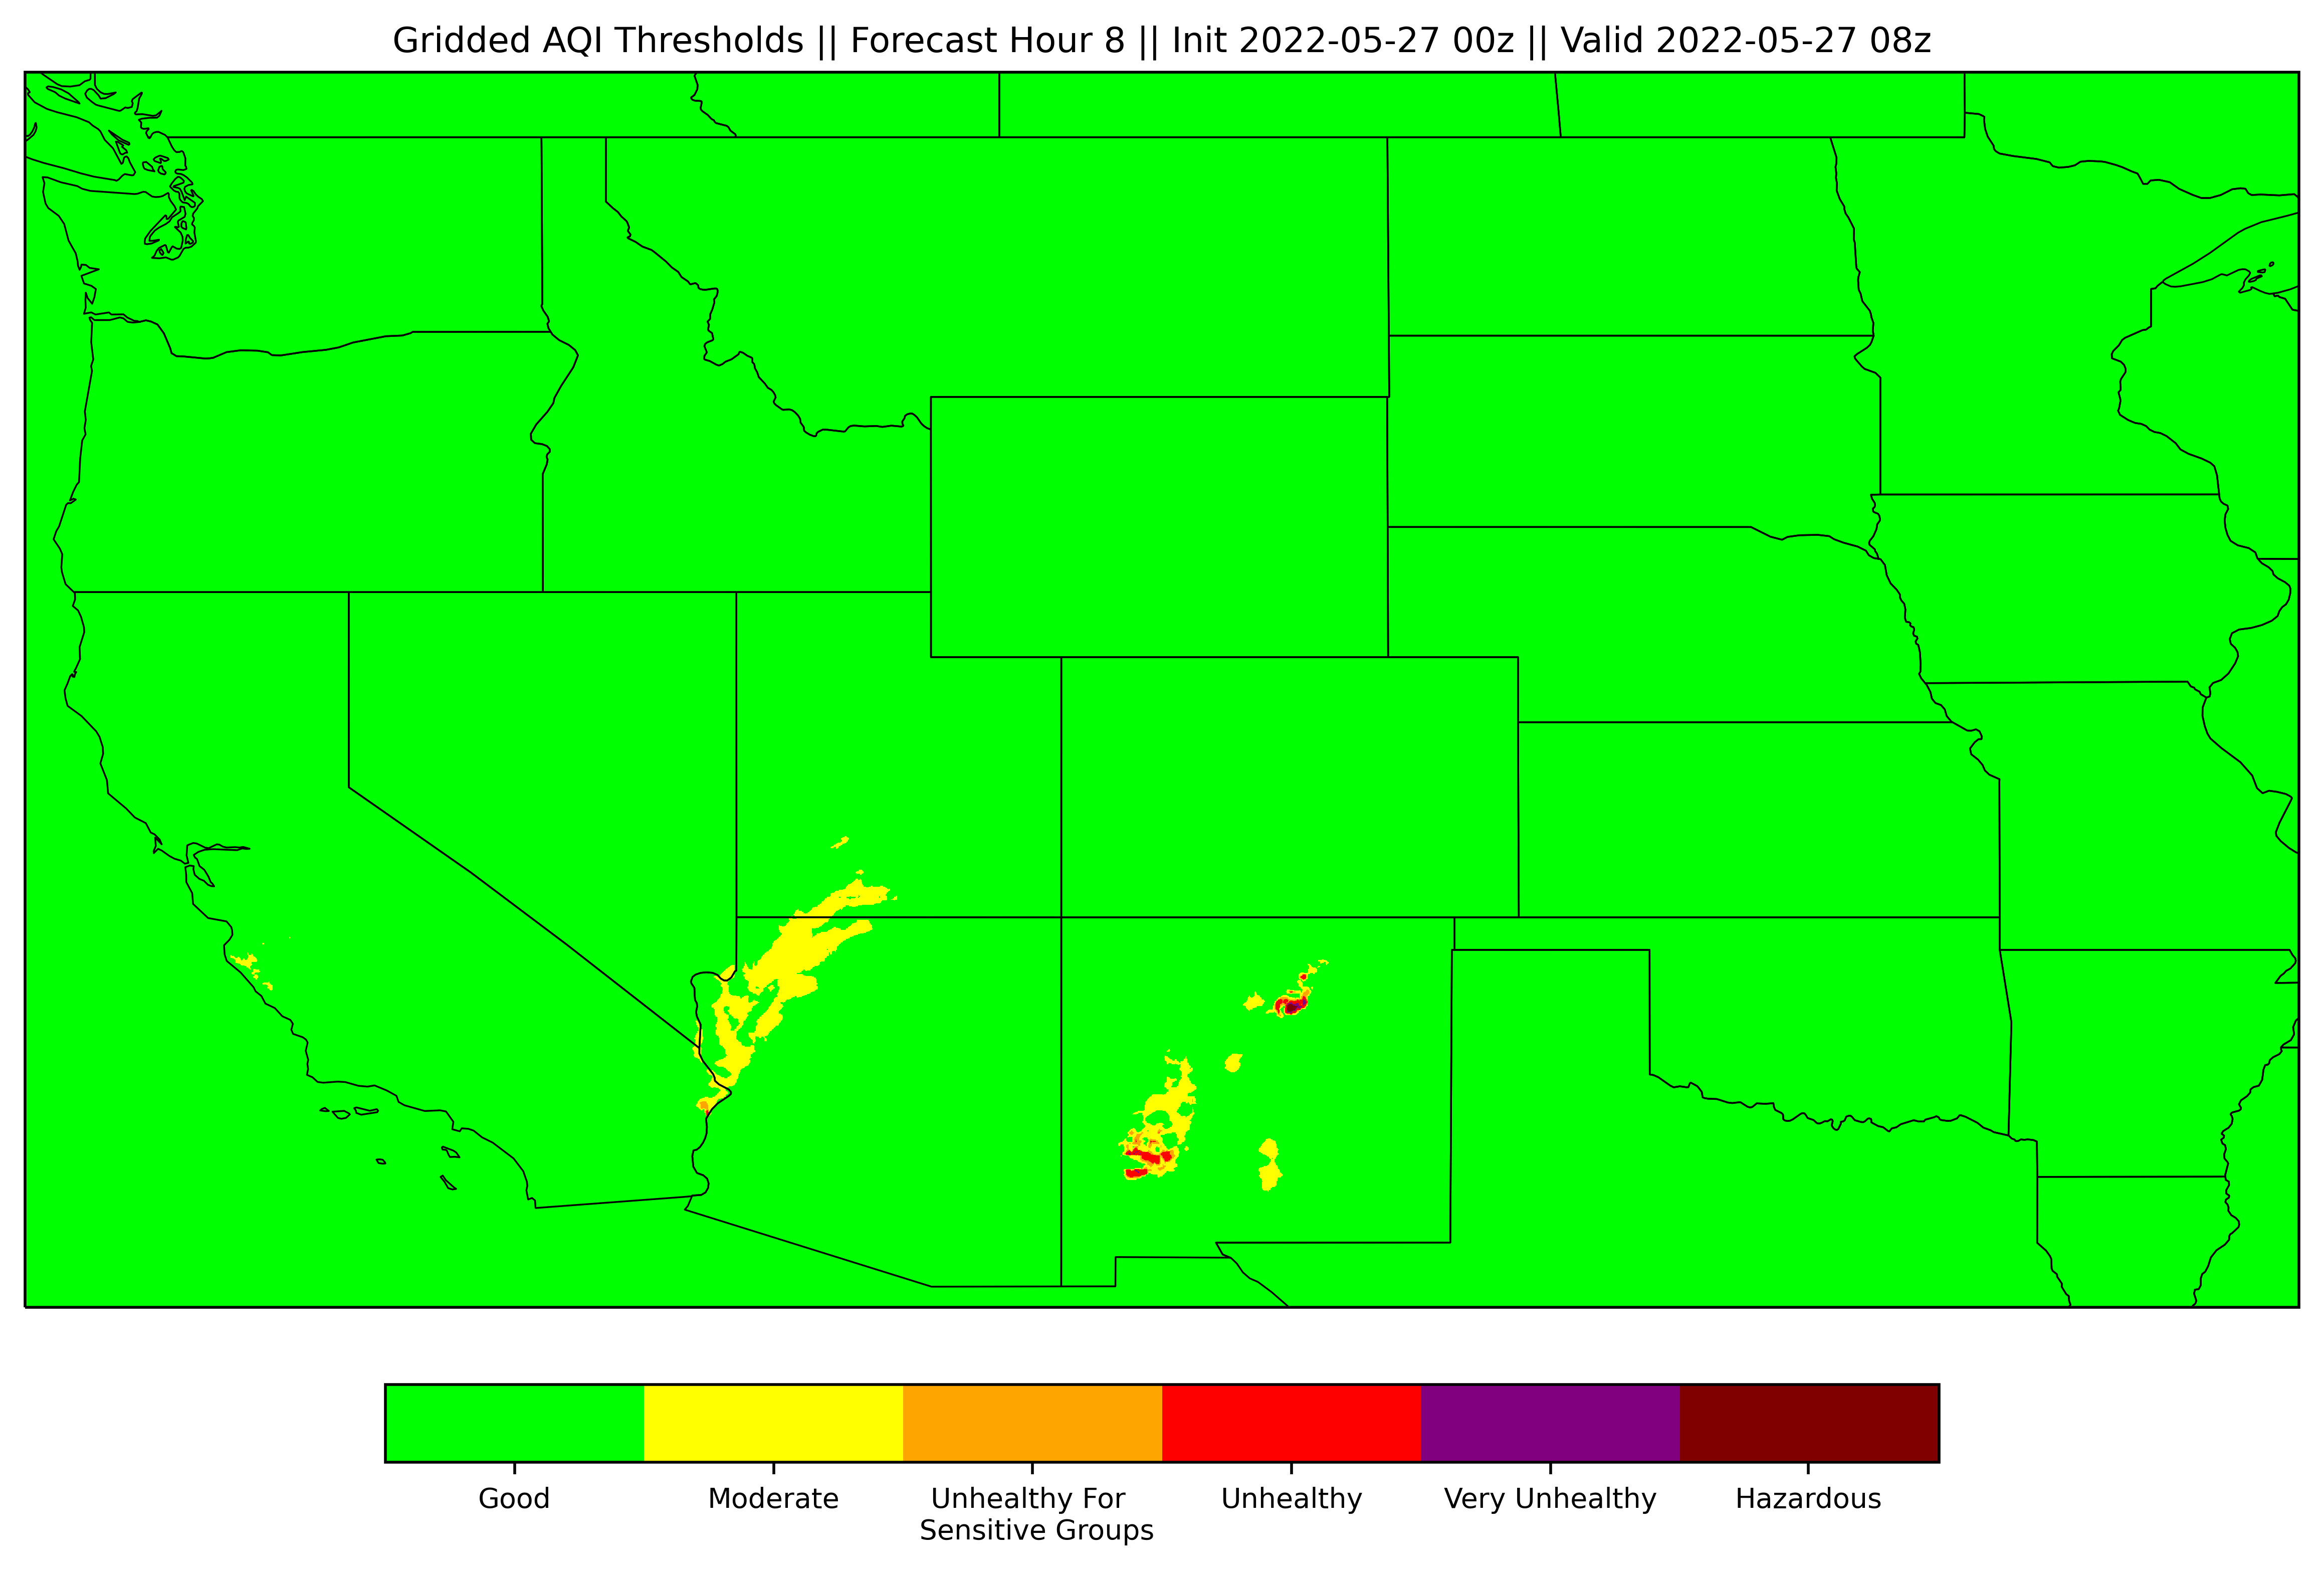 Gridded AQI Thresholds || Forecast Hour 8 || Init 2022-05-27 00z || Valid 2022-05-27 08z
Good
Moderate
Unhealthy For
Sensitive Groups
Unhealthy
Very Unhealthy
Hazardous